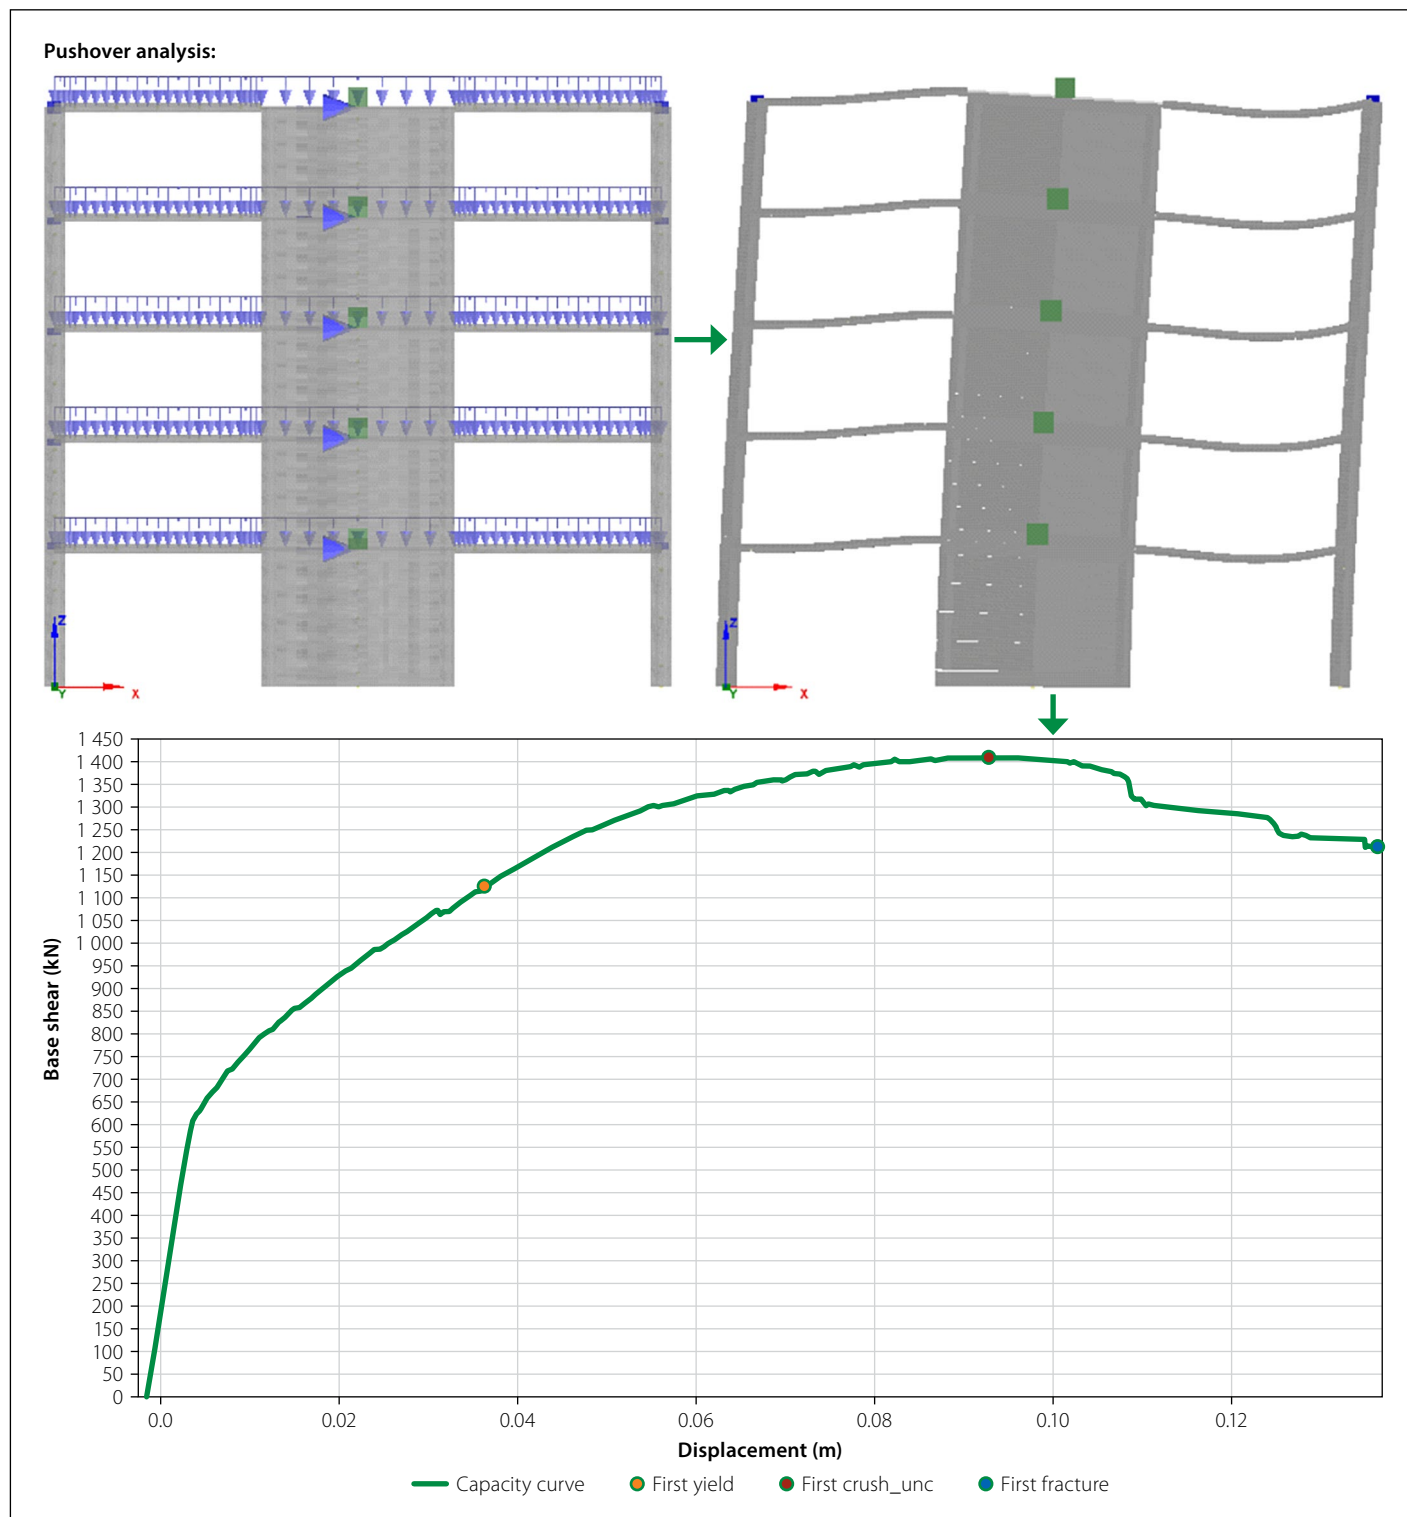 Pushover analysis:
Z
Y
X
Z
Y
X
1 450
1 400
1 350
1 300
1 250
1 200
1 150
1 100
1 050
1 000
950
900
850
800
750
700
650
600
550
500
450
400
350
300
250
200
150
100
50
0
Base shear (kN)
0.0 0.02 0.04 0.06 0.08 0.10 0.12
Displacement (m)
Capacity curve First yield First crush_unc First fracture